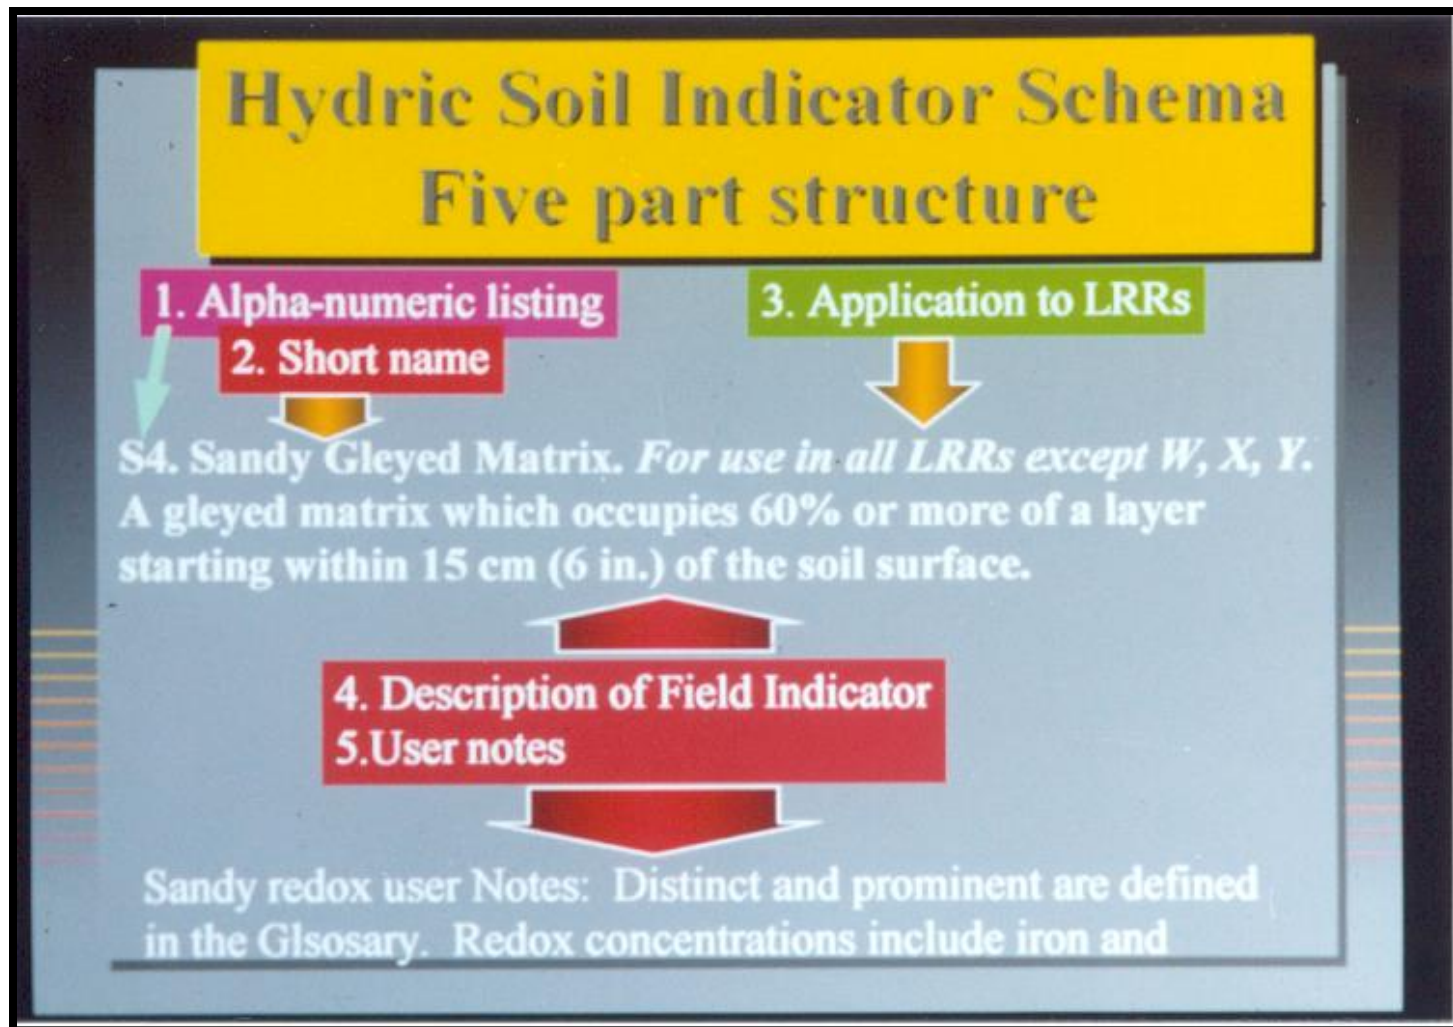 Hydric Soil Indicator Schema
Five part structure
1. Alpha-numeric listing
2. Short name
3. Application to LRRs
S4. Sandy Gleyed Matrix. For use in all LRRs except W, X, Y.
A gleyed matrix which occupies 60% or more of a layer
starting within 15 cm (6 in.) of the soil surface.
4. Description of Field Indicator
5.User notes
Sandy redox user Notes: Distinct and prominent are defined
in the Glsosary. Redox concentrations include iron and